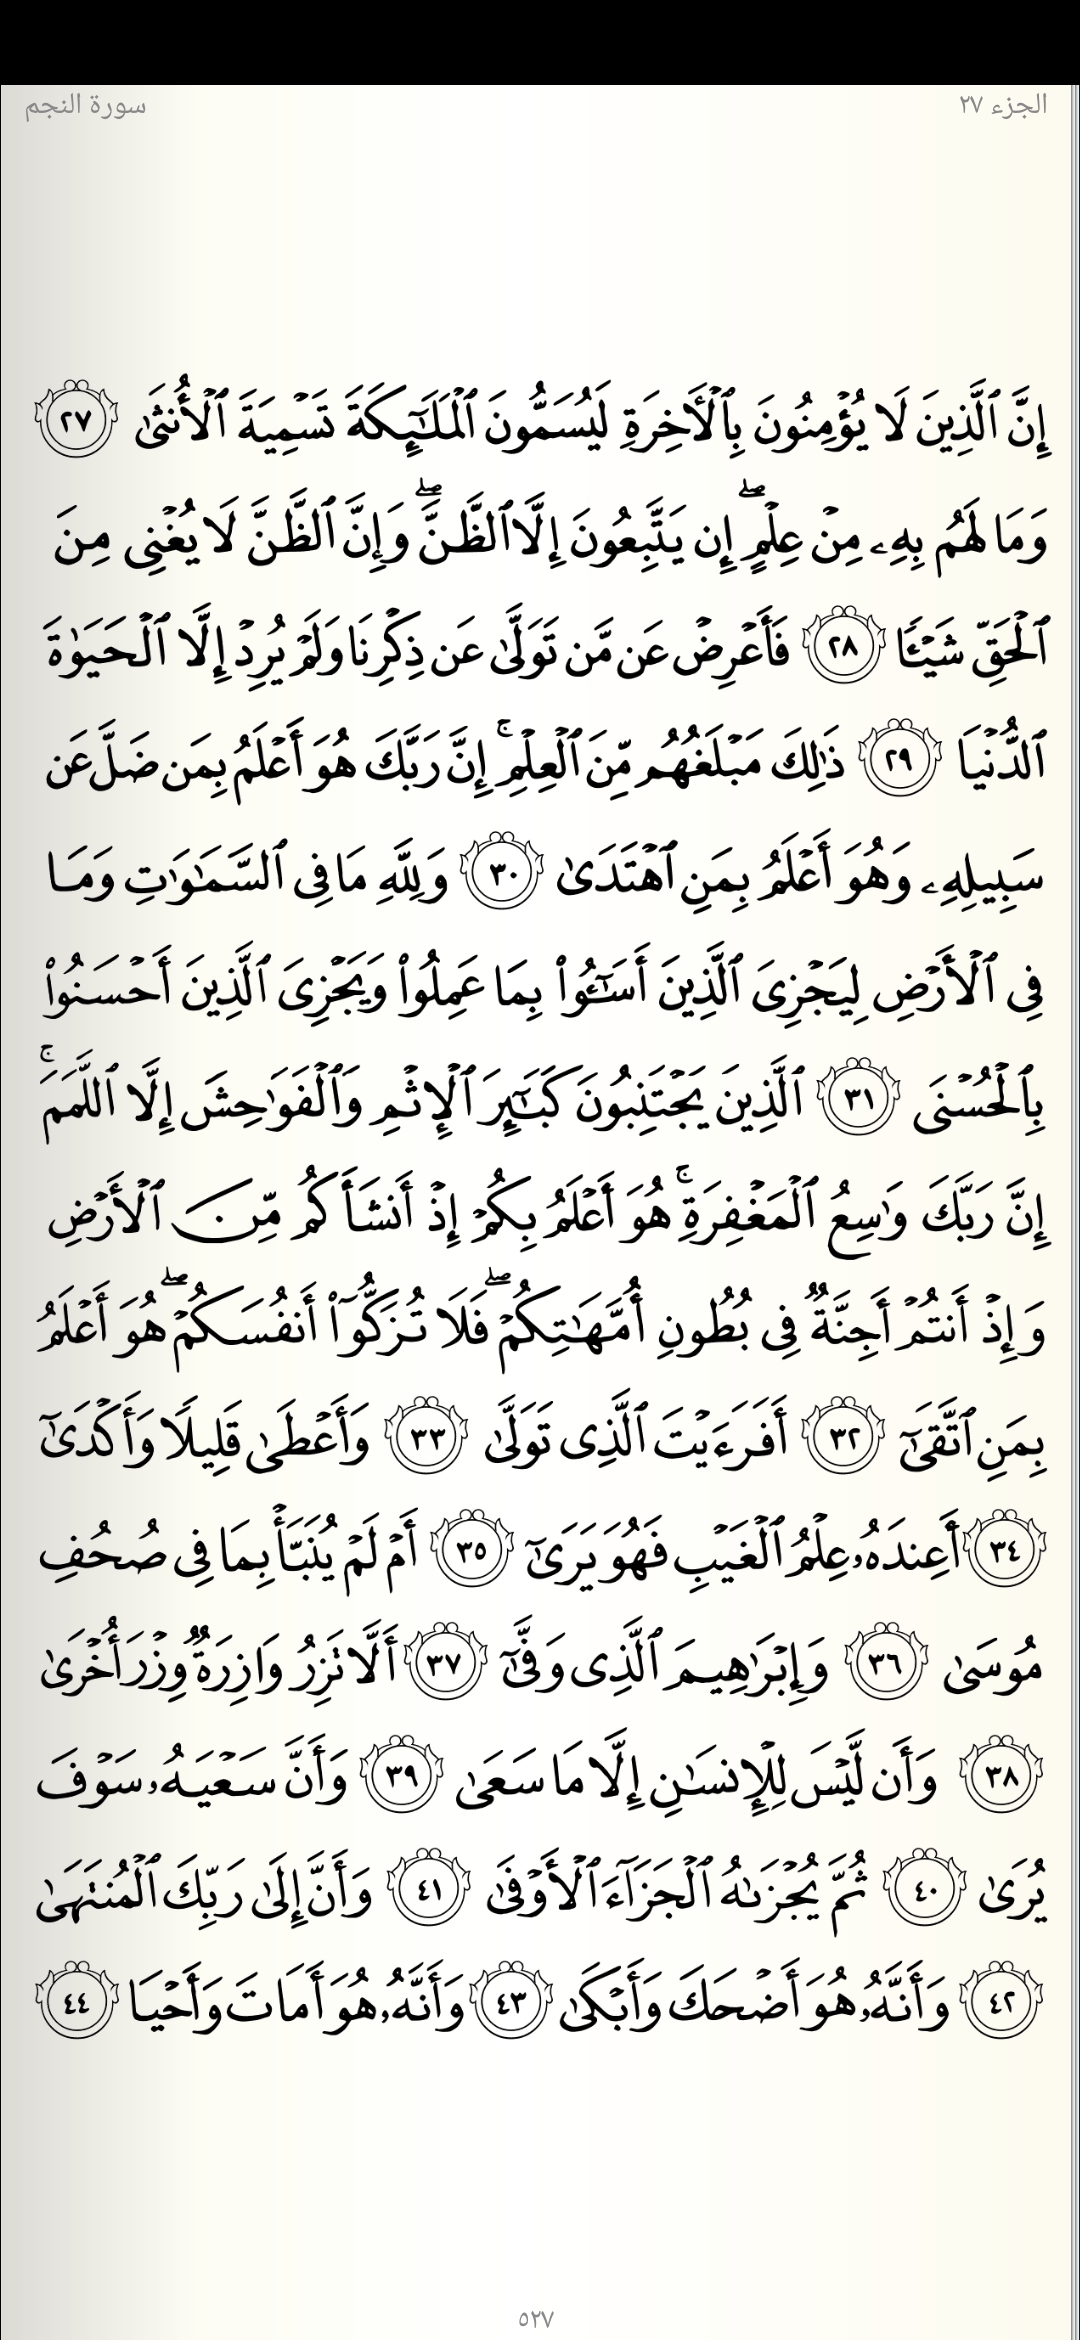 الجزء ٢٧
سورة النجم
إِنَّ ٱلَّذِينَ لَا يُؤْمِنُونَ بِٱلْأَخِرَةِ لَيُسَمُّونَ ٱلْمَلَـٰٓئِكَةَ تَسْمِيَةَ ٱلْأُنثَىٰ ٢٧
وَمَا لَهُم بِهِۦ مِنْ عِلْمٍ ۖ إِن يَتَّبِعُونَ إِلَّا ٱلظَّنَّ ۖ وَإِنَّ ٱلظَّنَّ لَا يُغْنِى مِنَ
ٱلْحَقِّ شَيْـًٔا ٢٨ فَأَعْرِضْ عَن مَّن تَوَلَّىٰ عَن ذِكْرِنَا وَلَمْ يُرِدْ إِلَّا ٱلْحَيَوٰةَ
ٱلدُّنْيَا ٢٩ ذَٰلِكَ مَبْلَغُهُم مِّنَ ٱلْعِلْمِ ۚ إِنَّ رَبَّكَ هُوَ أَعْلَمُ بِمَن ضَلَّ عَن
سَبِيلِهِۦ وَهُوَ أَعْلَمُ بِمَنِ ٱهْتَدَىٰ ٣٠ وَلِلَّهِ مَا فِى ٱلسَّمَـٰوَٰتِ وَمَا
فِى ٱلْأَرْضِ لِيَجْزِىَ ٱلَّذِينَ أَسَـٰٓـُٔوا۟ بِمَا عَمِلُوا۟ وَيَجْزِىَ ٱلَّذِينَ أَحْسَنُوا۟
بِٱلْحُسْنَى ٣١ ٱلَّذِينَ يَجْتَنِبُونَ كَبَـٰٓئِرَ ٱلْإِثْمِ وَٱلْفَوَٰحِشَ إِلَّا ٱللَّمَمَ ۚ
إِنَّ رَبَّكَ وَٰسِعُ ٱلْمَغْفِرَةِ ۚ هُوَ أَعْلَمُ بِكُمْ إِذْ أَنشَأَكُم مِّنَ ٱلْأَرْضِ
وَإِذْ أَنتُمْ أَجِنَّةٌ فِى بُطُونِ أُمَّهَـٰتِكُمْ ۖ فَلَا تُزَكُّوٓا۟ أَنفُسَكُمْ ۖ هُوَ أَعْلَمُ
بِمَنِ ٱتَّقَىٰٓ ٣٢ أَفَرَءَيْتَ ٱلَّذِى تَوَلَّىٰ ٣٣ وَأَعْطَىٰ قَلِيلًا وَأَكْدَىٰٓ
٣٤ أَعِندَهُۥ عِلْمُ ٱلْغَيْبِ فَهُوَ يَرَىٰٓ ٣٥ أَمْ لَمْ يُنَبَّأْ بِمَا فِى صُحُفِ
مُوسَىٰ ٣٦ وَإِبْرَٰهِيمَ ٱلَّذِى وَفَّىٰٓ ٣٧ أَلَّا تَزِرُ وَازِرَةٌ وِزْرَ أُخْرَىٰ
٣٨ وَأَن لَّيْسَ لِلْإِنسَـٰنِ إِلَّا مَا سَعَىٰ ٣٩ وَأَنَّ سَعْيَهُۥ سَوْفَ
يُرَىٰ ٤٠ ثُمَّ يُجْزَىٰهُ ٱلْجَزَآءَ ٱلْأَوْفَىٰ ٤١ وَأَنَّ إِلَىٰ رَبِّكَ ٱلْمُنتَهَىٰ
٤٢ وَأَنَّهُۥ هُوَ أَضْحَكَ وَأَبْكَىٰ ٤٣ وَأَنَّهُۥ هُوَ أَمَاتَ وَأَحْيَا ٤٤
٥٢٧